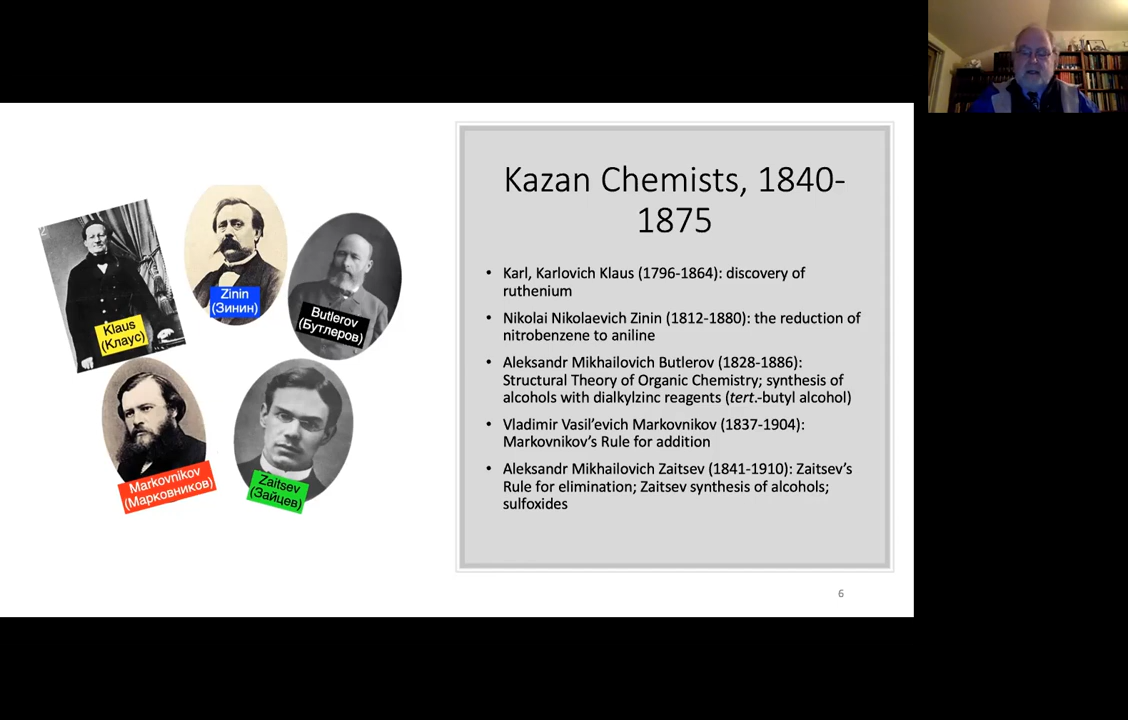 Kazan Chemists, 1840-
1875
• Karl, Karlovich Klaus (1796-1864): discovery of
ruthenium
• Nikolai Nikolaevich Zinin (1812-1880): the reduction of
nitrobenzene to aniline
• Aleksandr Mikhailovich Butlerov (1828-1886):
Structural Theory of Organic Chemistry; synthesis of
alcohols with dialkylzinc reagents (tert.-butyl alcohol)
• Vladimir Vasil’evich Markovnikov (1837-1904):
Markovnikov’s Rule for addition
• Aleksandr Mikhailovich Zaitsev (1841-1910): Zaitsev’s
Rule for elimination; Zaitsev synthesis of alcohols;
sulfoxides
Klaus
(Клаус)
Zinin
(Зинин)
Butlerov
(Бутлеров)
Markovnikov
(Марковников)
Zaitsev
(Зайцев)
6